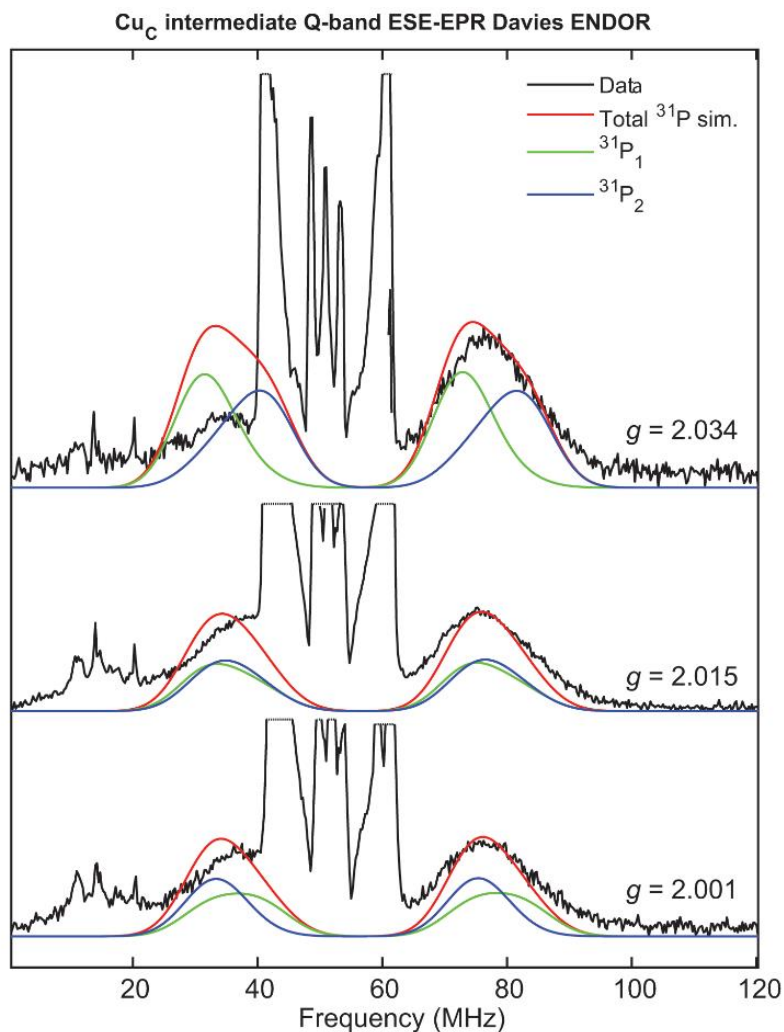 Cu_C intermediate Q-band ESE-EPR Davies ENDOR
Data
Total ³¹P sim.
³¹P₁
³¹P₂
g = 2.034
g = 2.015
g = 2.001
20 40 60 80 100 120
Frequency (MHz)